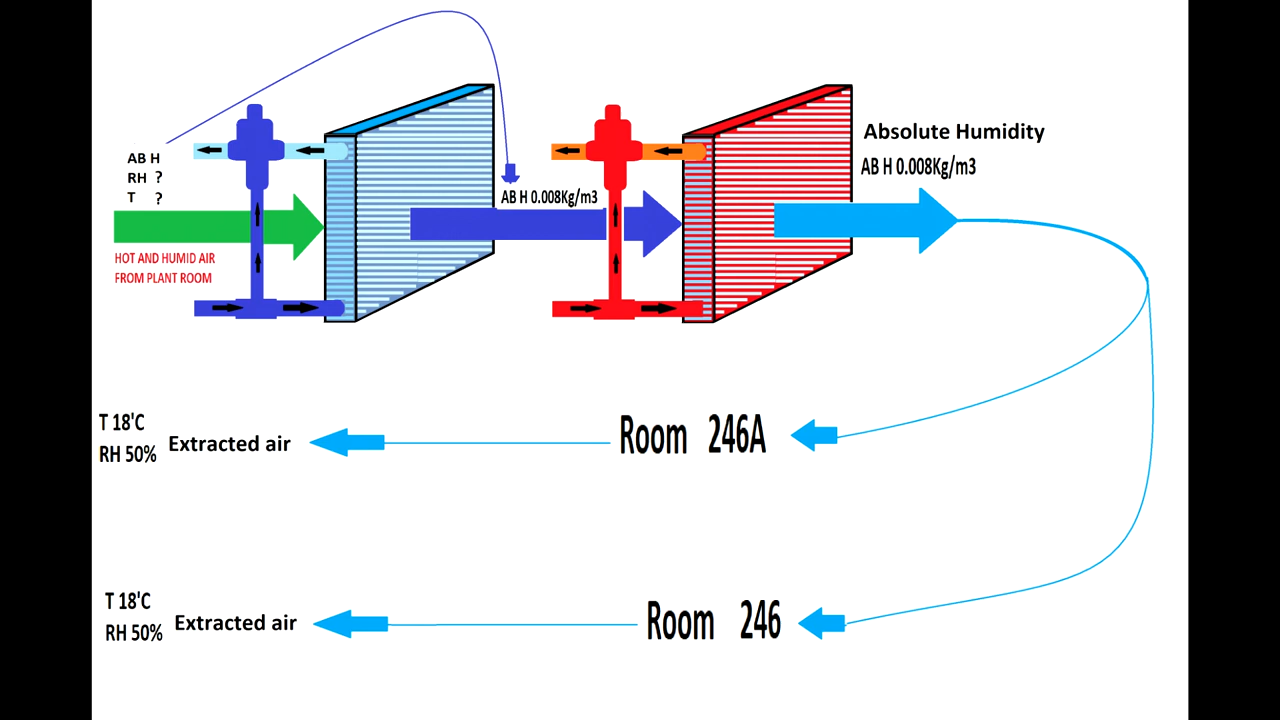 Absolute Humidity
AB H 0.008Kg/m3
AB H
RH ?
T ?
AB H 0.008Kg/m3
HOT AND HUMID AIR
FROM PLANT ROOM
T 18'C
RH 50%
Extracted air
Room 246A
T 18'C
RH 50%
Extracted air
Room 246